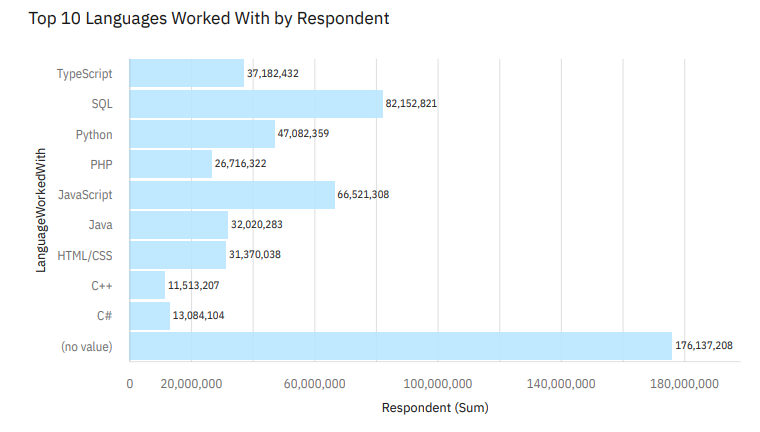 Top 10 Languages Worked With by Respondent
LanguageWorkedWith
TypeScript 37,182,432
SQL 82,152,821
Python 47,082,359
PHP 26,716,322
JavaScript 66,521,308
Java 32,020,283
HTML/CSS 31,370,038
C++ 11,513,207
C# 13,084,104
(no value) 176,137,208
0 20,000,000 60,000,000 100,000,000 140,000,000 180,000,000
Respondent (Sum)